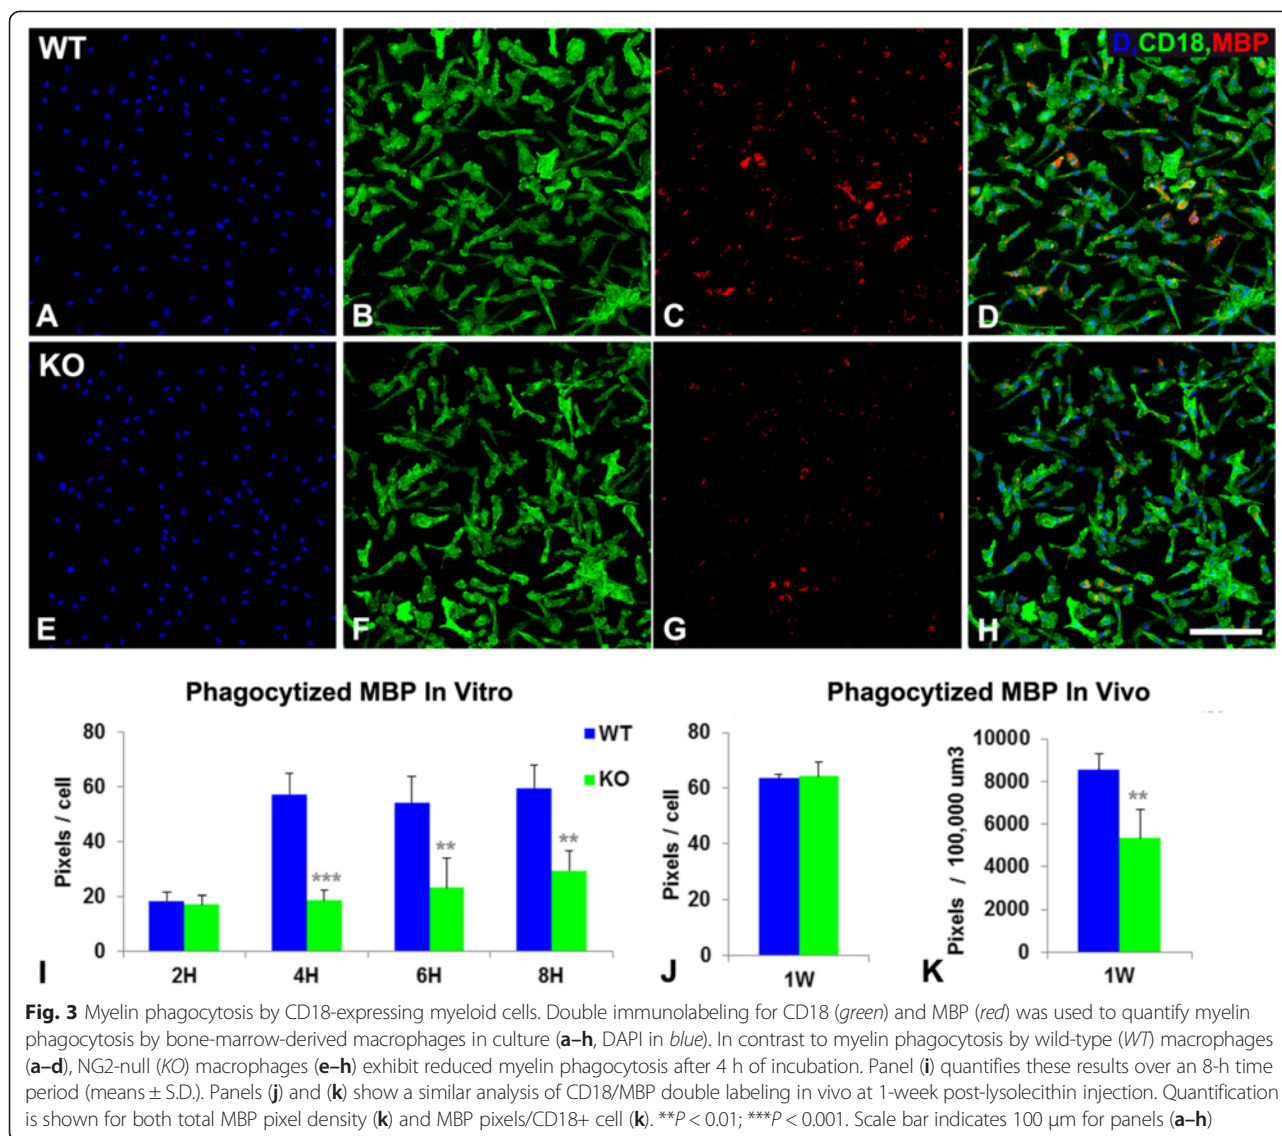 WT
D,CD18,MBP
A
B
C
D
KO
E
F
G
H
Phagocytized MBP In Vitro
Phagocytized MBP In Vivo
80
60
40
20
0
Pixels / cell
WT
KO
***
**
**
2H
4H
6H
8H
I
80
60
40
20
0
Pixels / cell
1W
J
10000
8000
6000
4000
2000
0
Pixels / 100,000 um3
**
1W
K
Fig. 3 Myelin phagocytosis by CD18-expressing myeloid cells. Double immunolabeling for CD18 (green) and MBP (red) was used to quantify myelin
phagocytosis by bone-marrow-derived macrophages in culture (a–h, DAPI in blue). In contrast to myelin phagocytosis by wild-type (WT) macrophages
(a–d), NG2-null (KO) macrophages (e–h) exhibit reduced myelin phagocytosis after 4 h of incubation. Panel (i) quantifies these results over an 8-h time
period (means ± S.D.). Panels (j) and (k) show a similar analysis of CD18/MBP double labeling in vivo at 1-week post-lysolecithin injection. Quantification
is shown for both total MBP pixel density (k) and MBP pixels/CD18+ cell (k). **P < 0.01; ***P < 0.001. Scale bar indicates 100 μm for panels (a–h)